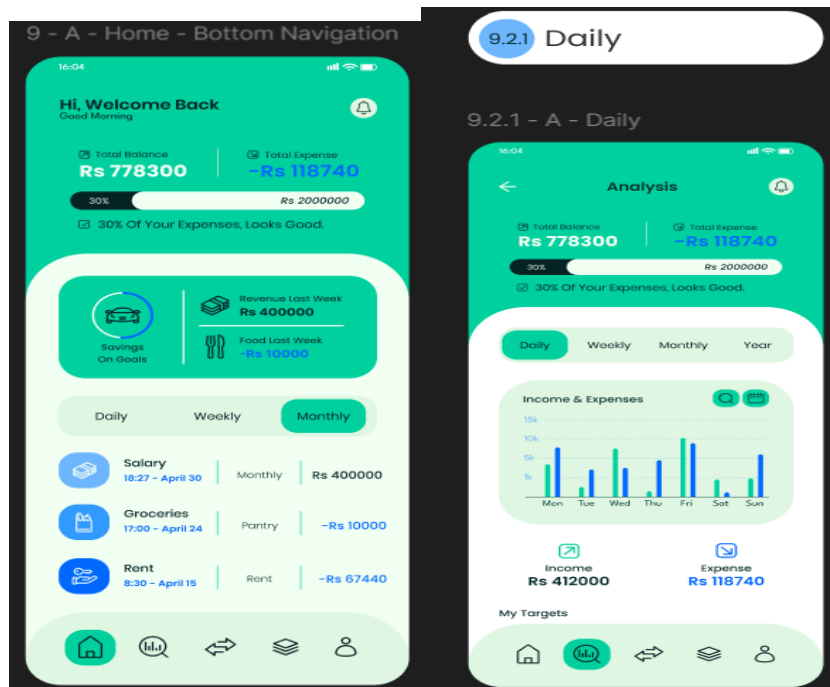 9 - A - Home - Bottom Navigation
16:04
Hi, Welcome Back
Good Morning
Total Balance
Total Expense
Rs 778300
-Rs 118740
30%
Rs 2000000
30% Of Your Expenses, Looks Good.
Savings
On Goals
Revenue Last Week
Rs 400000
Food Last Week
-Rs 10000
Daily
Weekly
Monthly
Salary
18:27 - April 30
Monthly
Rs 400000
Groceries
17:00 - April 24
Pantry
-Rs 10000
Rent
8:30 - April 15
Rent
-Rs 67440
9.2.1 Daily
9.2.1 - A - Daily
16:04
Analysis
Total Balance
Total Expense
Rs 778300
-Rs 118740
30%
Rs 2000000
30% Of Your Expenses, Looks Good.
Daily
Weekly
Monthly
Year
Income & Expenses
15k
10k
5k
1k
Mon Tue Wed Thu Fri Sat Sun
Income
Rs 412000
Expense
Rs 118740
My Targets